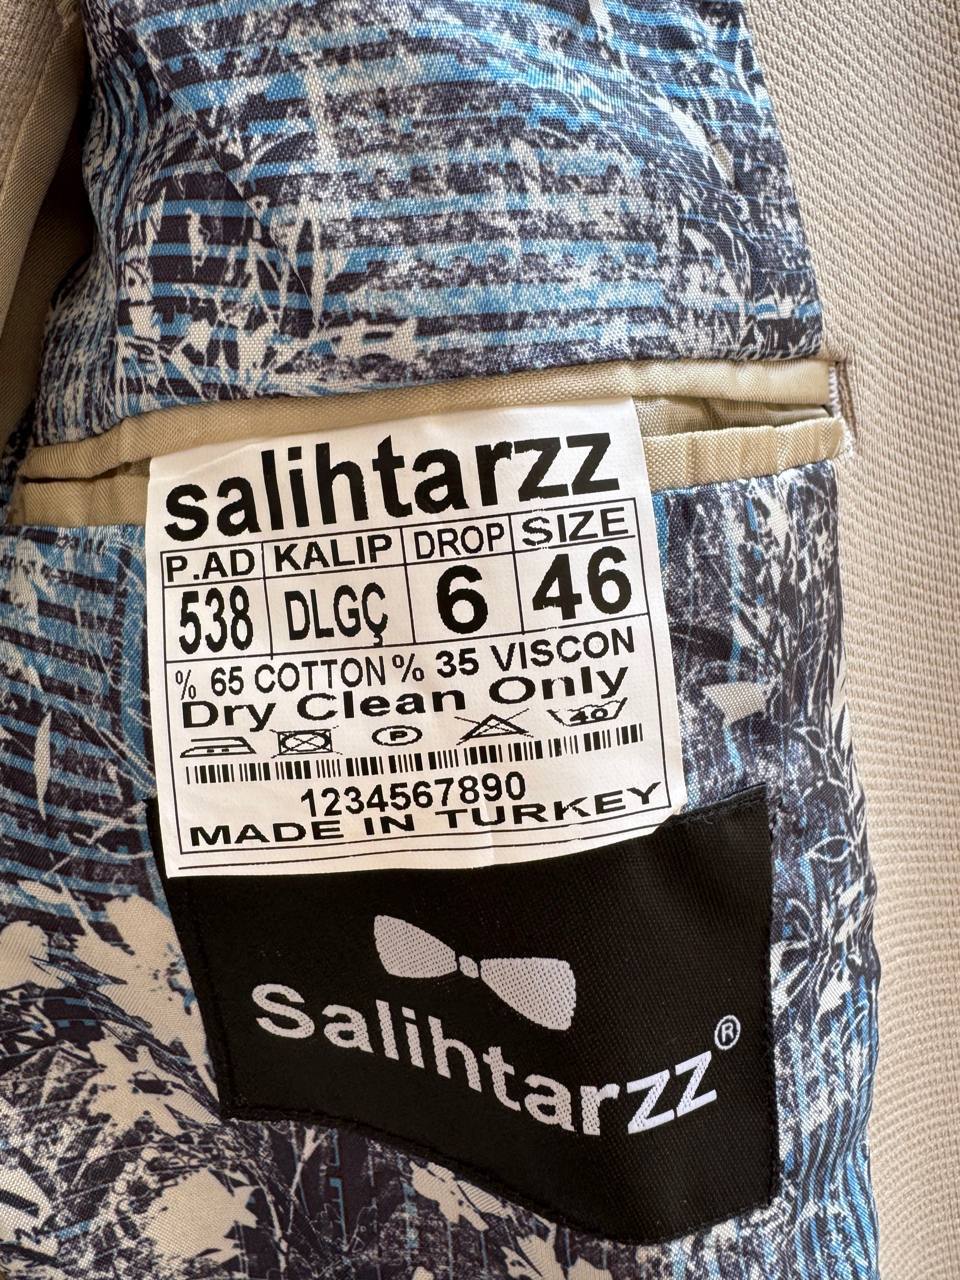 salihtarzz
P.AD KALIP DROP SIZE
538 DLGÇ 6 46
% 65 COTTON % 35 VISCON
Dry Clean Only
P 40
1234567890
MADE IN TURKEY
Salihtarzz®